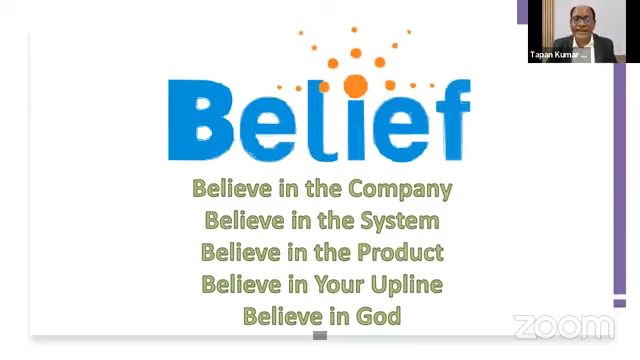 Tapan Kumar ...
Belief
Believe in the Company
Believe in the System
Believe in the Product
Believe in Your Upline
Believe in God
zoom